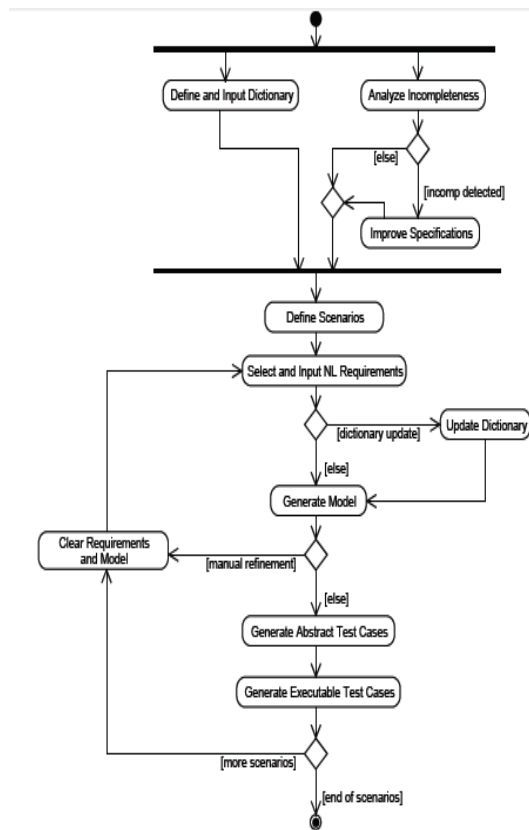 Define and Input Dictionary
Analyze Incompleteness
[else]
[incomp detected]
Improve Specifications
Define Scenarios
Select and Input NL Requirements
[dictionary update]
Update Dictionary
[else]
Generate Model
Clear Requirements
and Model
[manual refinement]
[else]
Generate Abstract Test Cases
Generate Executable Test Cases
[more scenarios]
[end of scenarios]